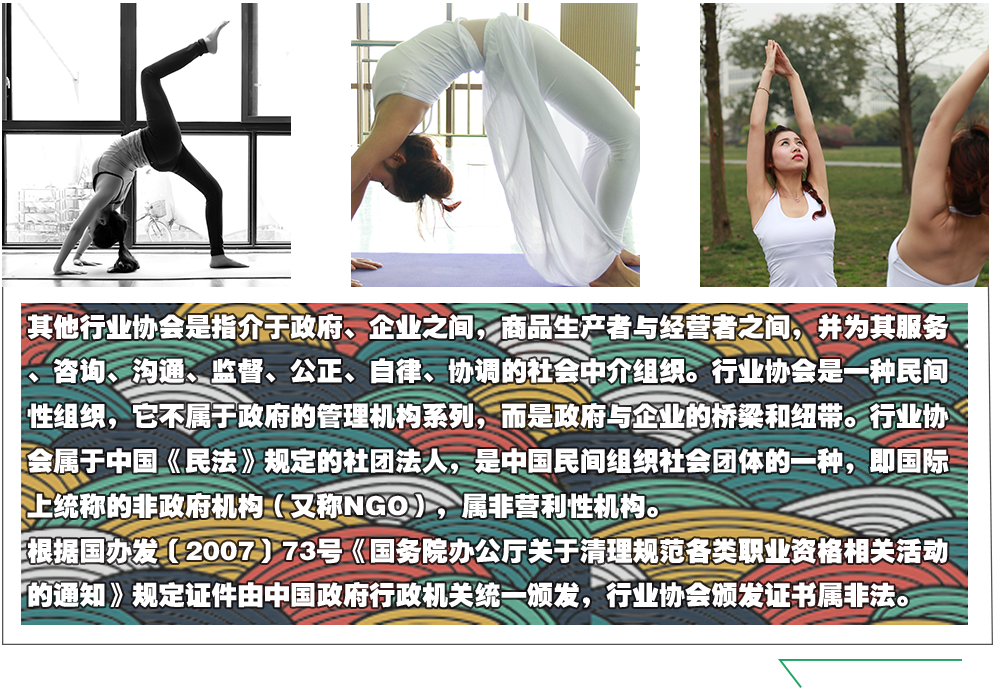 其他行业协会是指介于政府、企业之间，商品生产者与经营者之间，并为其服务
、咨询、沟通、监督、公正、自律、协调的社会中介组织。行业协会是一种民间
性组织，它不属于政府的管理机构系列，而是政府与企业的桥梁和纽带。行业协
会属于中国《民法》规定的社团法人，是中国民间组织社会团体的一种，即国际
上统称的非政府机构（又称NGO），属非营利性机构。
根据国办发〔2007〕73号《国务院办公厅关于清理规范各类职业资格相关活动
的通知》规定证件由中国政府行政机关统一颁发，行业协会颁发证书属非法。